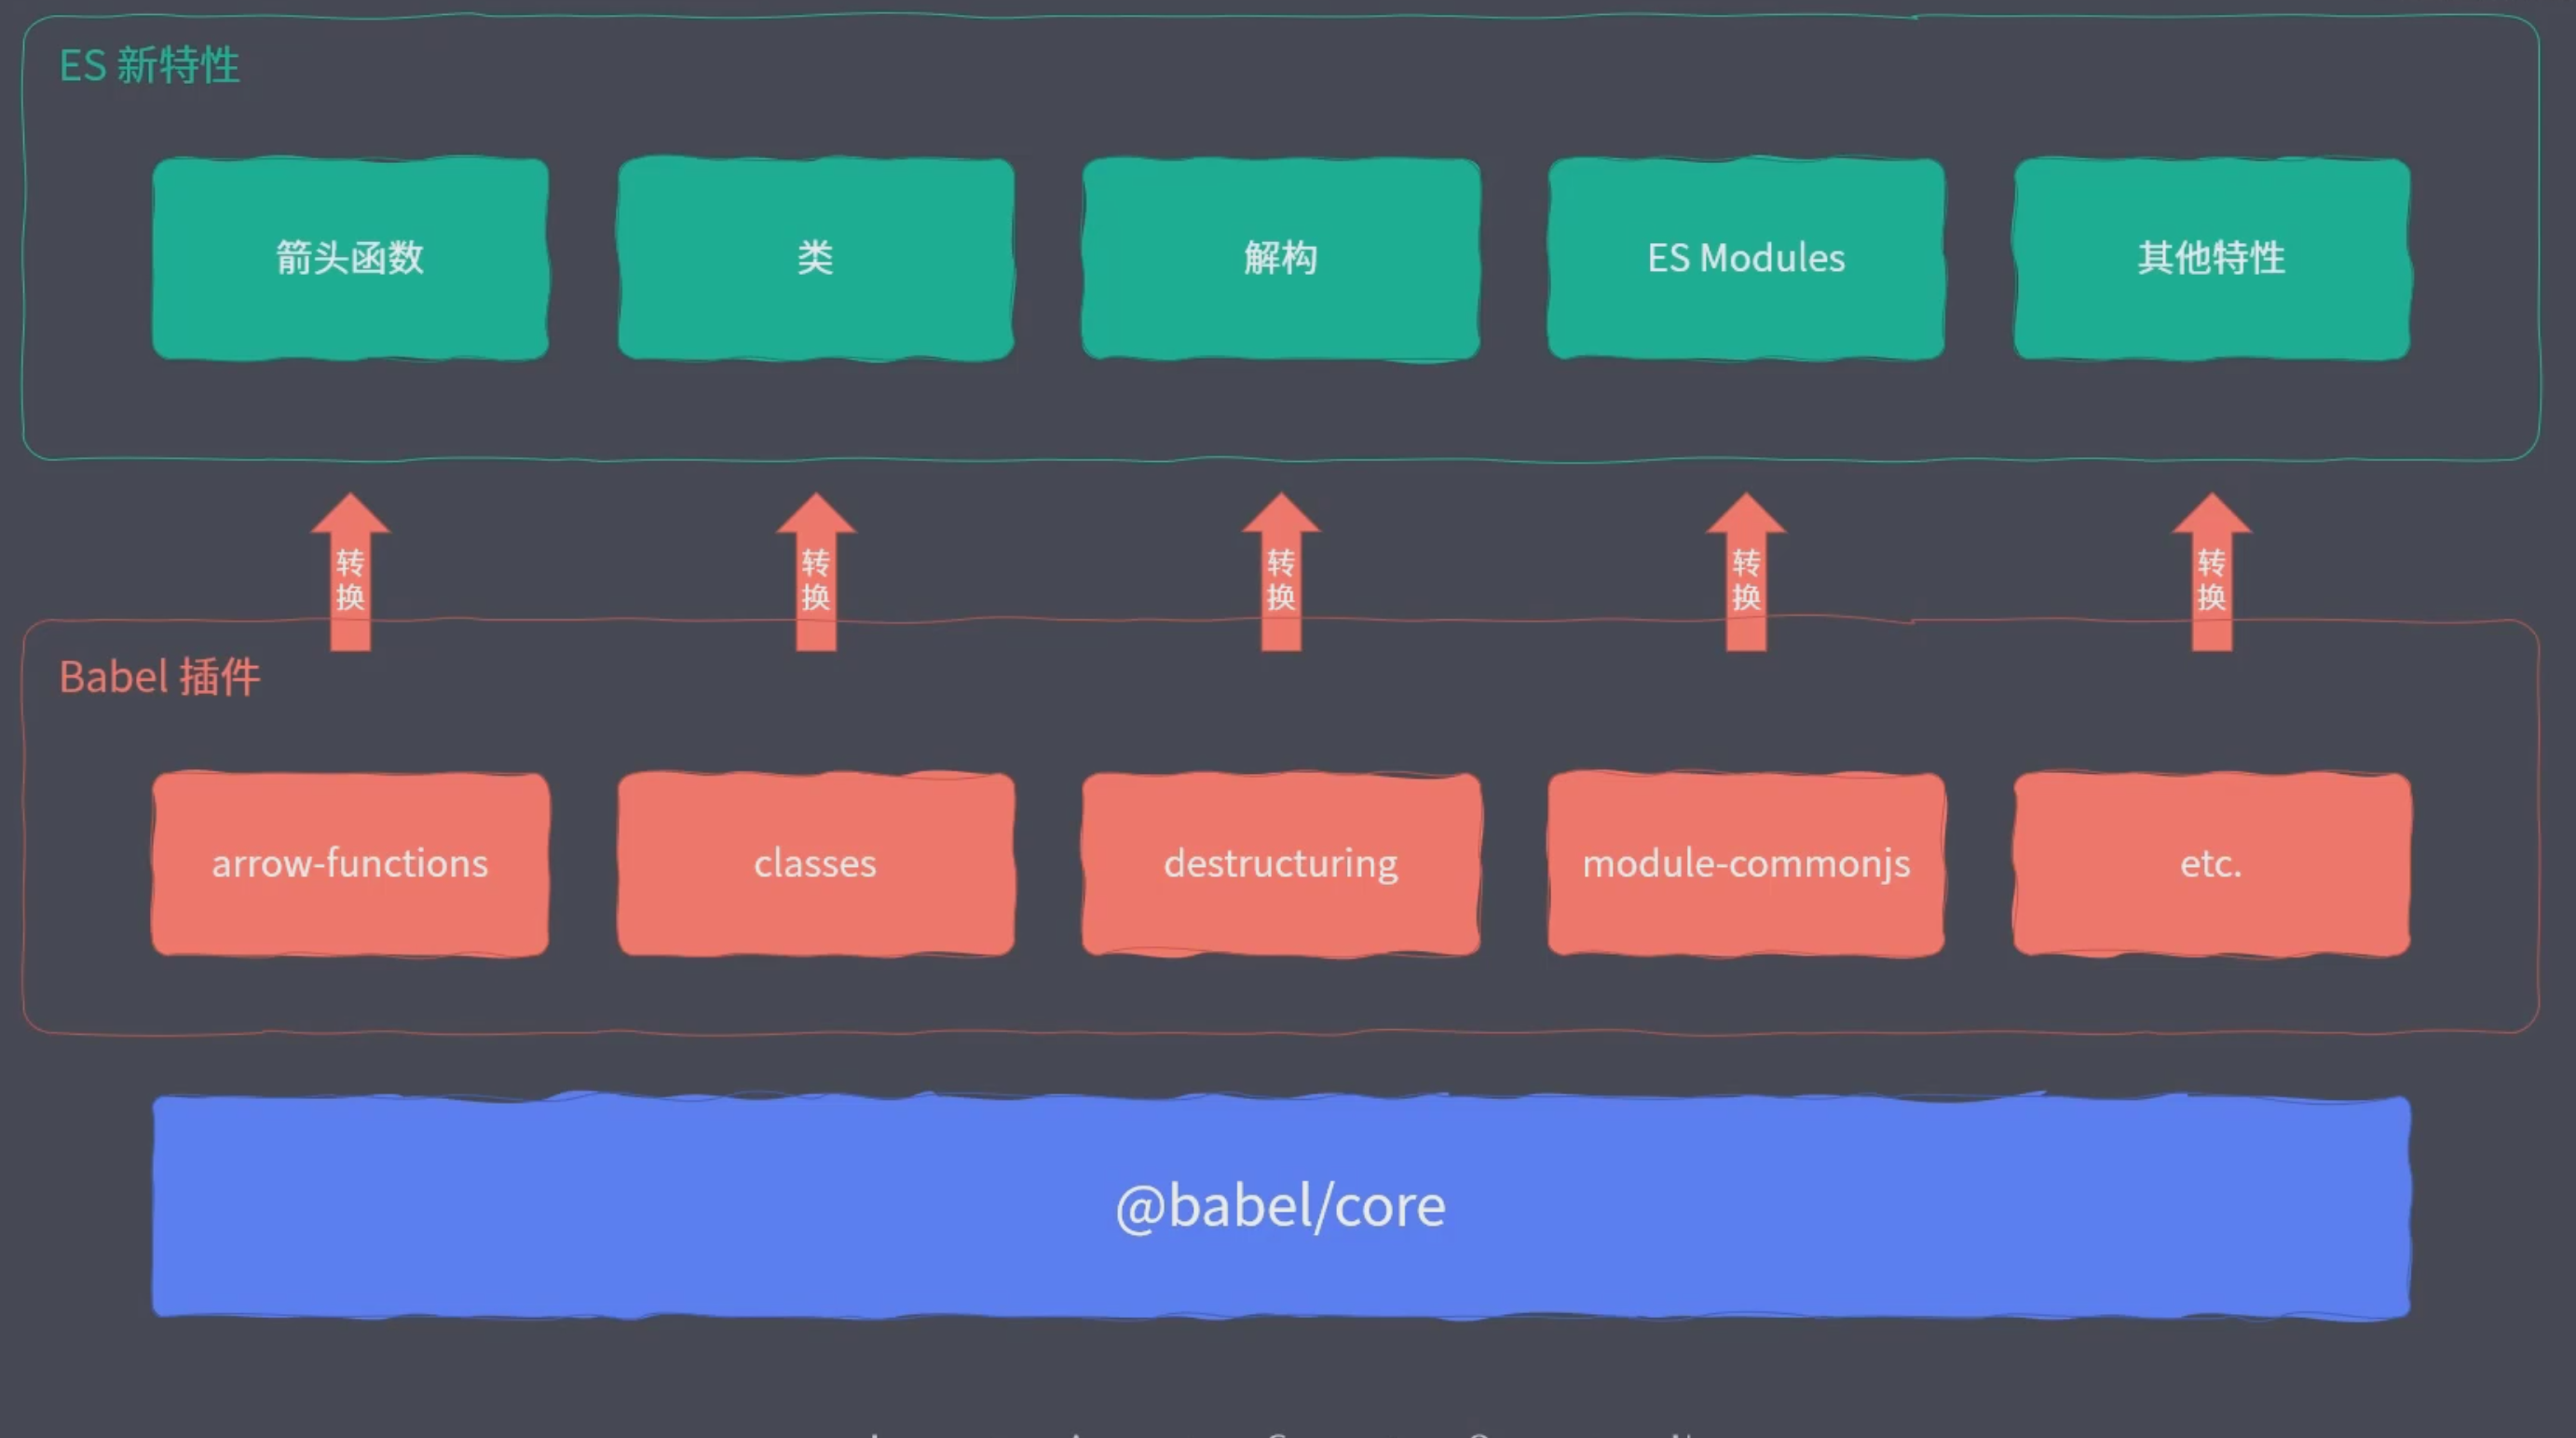 ES 新特性
箭头函数
类
解构
ES Modules
其他特性
转换
转换
转换
转换
转换
Babel 插件
arrow-functions
classes
destructuring
module-commonjs
etc.
@babel/core